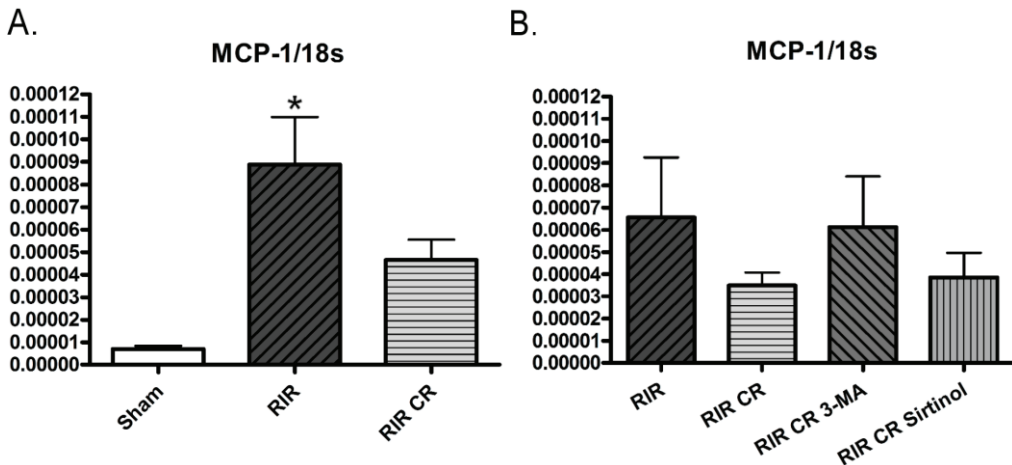 A.
MCP-1/18s
0.00012
0.00011
0.00010
0.00009
0.00008
0.00007
0.00006
0.00005
0.00004
0.00003
0.00002
0.00001
0.00000
*
Sham
RIR
RIR CR
B.
MCP-1/18s
0.00012
0.00011
0.00010
0.00009
0.00008
0.00007
0.00006
0.00005
0.00004
0.00003
0.00002
0.00001
0.00000
RIR
RIR CR
RIR CR 3-MA
RIR CR Sirtinol